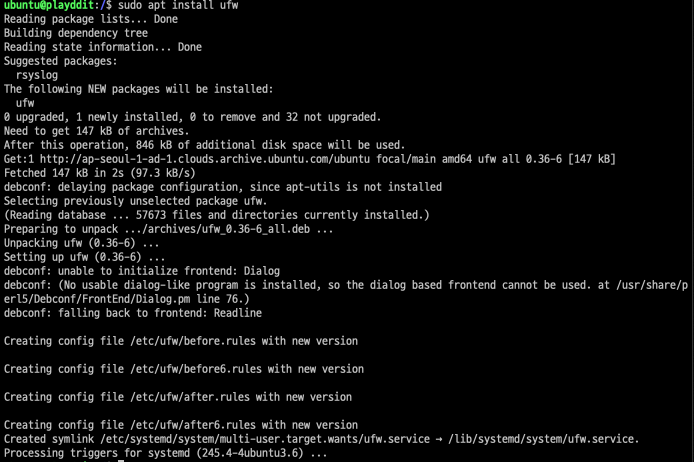 ubuntu@playddit:/$ sudo apt install ufw
Reading package lists... Done
Building dependency tree
Reading state information... Done
Suggested packages:
  rsyslog
The following NEW packages will be installed:
  ufw
0 upgraded, 1 newly installed, 0 to remove and 32 not upgraded.
Need to get 147 kB of archives.
After this operation, 846 kB of additional disk space will be used.
Get:1 http://ap-seoul-1-ad-1.clouds.archive.ubuntu.com/ubuntu focal/main amd64 ufw all 0.36-6 [147 kB]
Fetched 147 kB in 2s (97.3 kB/s)
debconf: delaying package configuration, since apt-utils is not installed
Selecting previously unselected package ufw.
(Reading database ... 57673 files and directories currently installed.)
Preparing to unpack .../archives/ufw_0.36-6_all.deb ...
Unpacking ufw (0.36-6) ...
Setting up ufw (0.36-6) ...
debconf: unable to initialize frontend: Dialog
debconf: (No usable dialog-like program is installed, so the dialog based frontend cannot be used. at /usr/share/p
erl5/Debconf/FrontEnd/Dialog.pm line 76.)
debconf: falling back to frontend: Readline

Creating config file /etc/ufw/before.rules with new version

Creating config file /etc/ufw/before6.rules with new version

Creating config file /etc/ufw/after.rules with new version

Creating config file /etc/ufw/after6.rules with new version
Created symlink /etc/systemd/system/multi-user.target.wants/ufw.service → /lib/systemd/system/ufw.service.
Processing triggers for systemd (245.4-4ubuntu3.6) ...